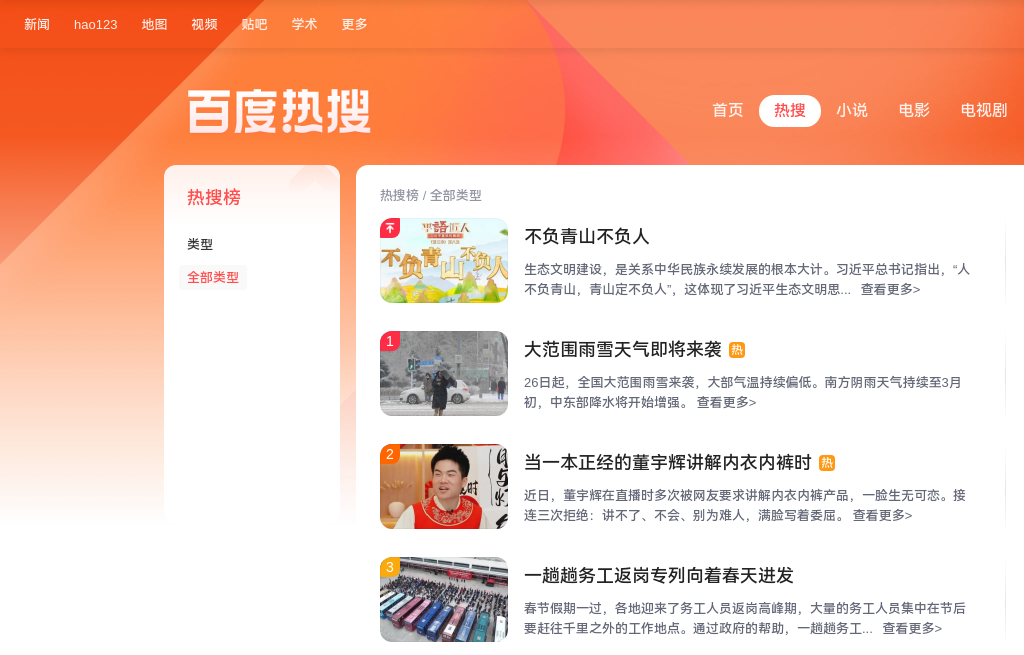 新闻 hao123 地图 视频 贴吧 学术 更多
百度热搜
首页 热搜 小说 电影 电视剧
热搜榜
类型
全部类型
热搜榜 / 全部类型
不负青山不负人
不负青山不负人
生态文明建设，是关系中华民族永续发展的根本大计。习近平总书记指出，“人
不负青山，青山定不负人”，这体现了习近平生态文明思... 查看更多>
1
大范围雨雪天气即将来袭 热
26日起，全国大范围雨雪来袭，大部气温持续偏低。南方阴雨天气持续至3月
初，中东部降水将开始增强。 查看更多>
2
当一本正经的董宇辉讲解内衣内裤时 热
近日，董宇辉在直播时多次被网友要求讲解内衣内裤产品，一脸生无可恋。接
连三次拒绝：讲不了、不会、别为难人，满脸写着委屈。 查看更多>
3
一趟趟务工返岗专列向着春天进发
春节假期一过，各地迎来了务工人员返岗高峰期，大量的务工人员集中在节后
要赶往千里之外的工作地点。通过政府的帮助，一趟趟务工... 查看更多>